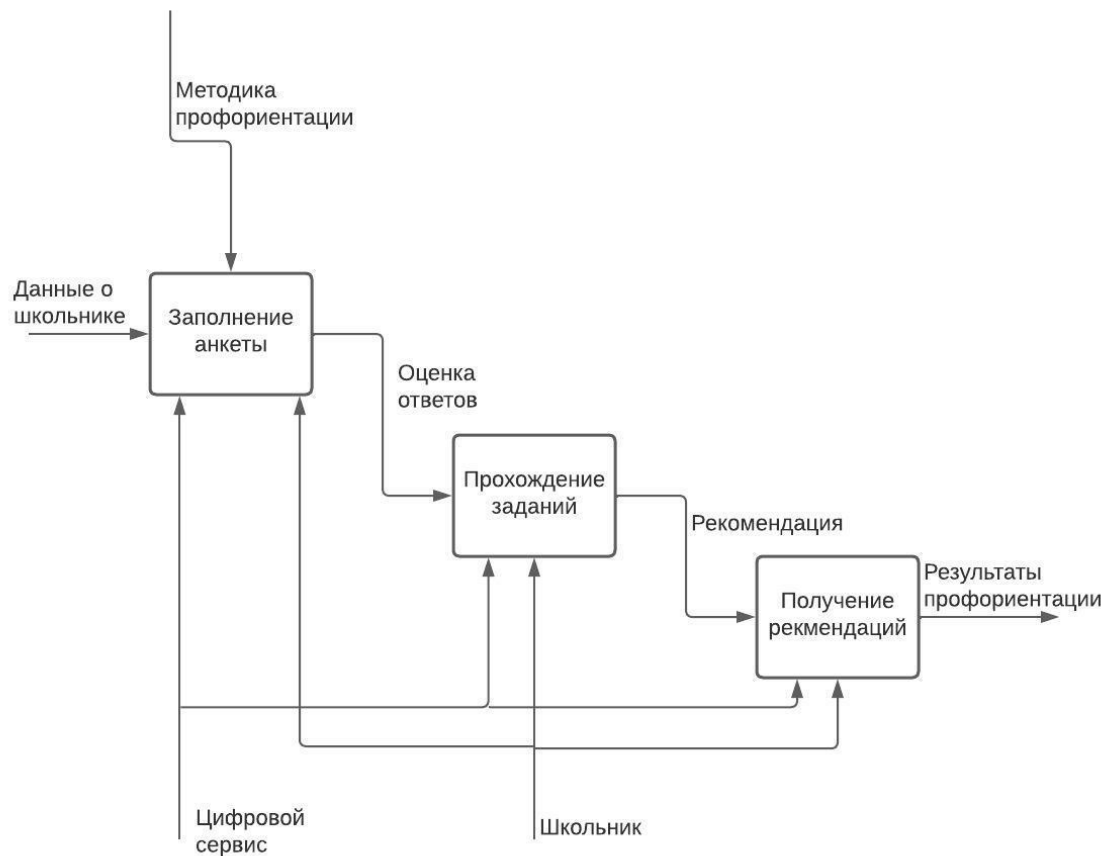 Методика
профориентации
Данные о
школьнике
Заполнение
анкеты
Оценка
ответов
Прохождение
заданий
Рекомендация
Получение
рекмендаций
Результаты
профориентации
Цифровой
сервис
Школьник